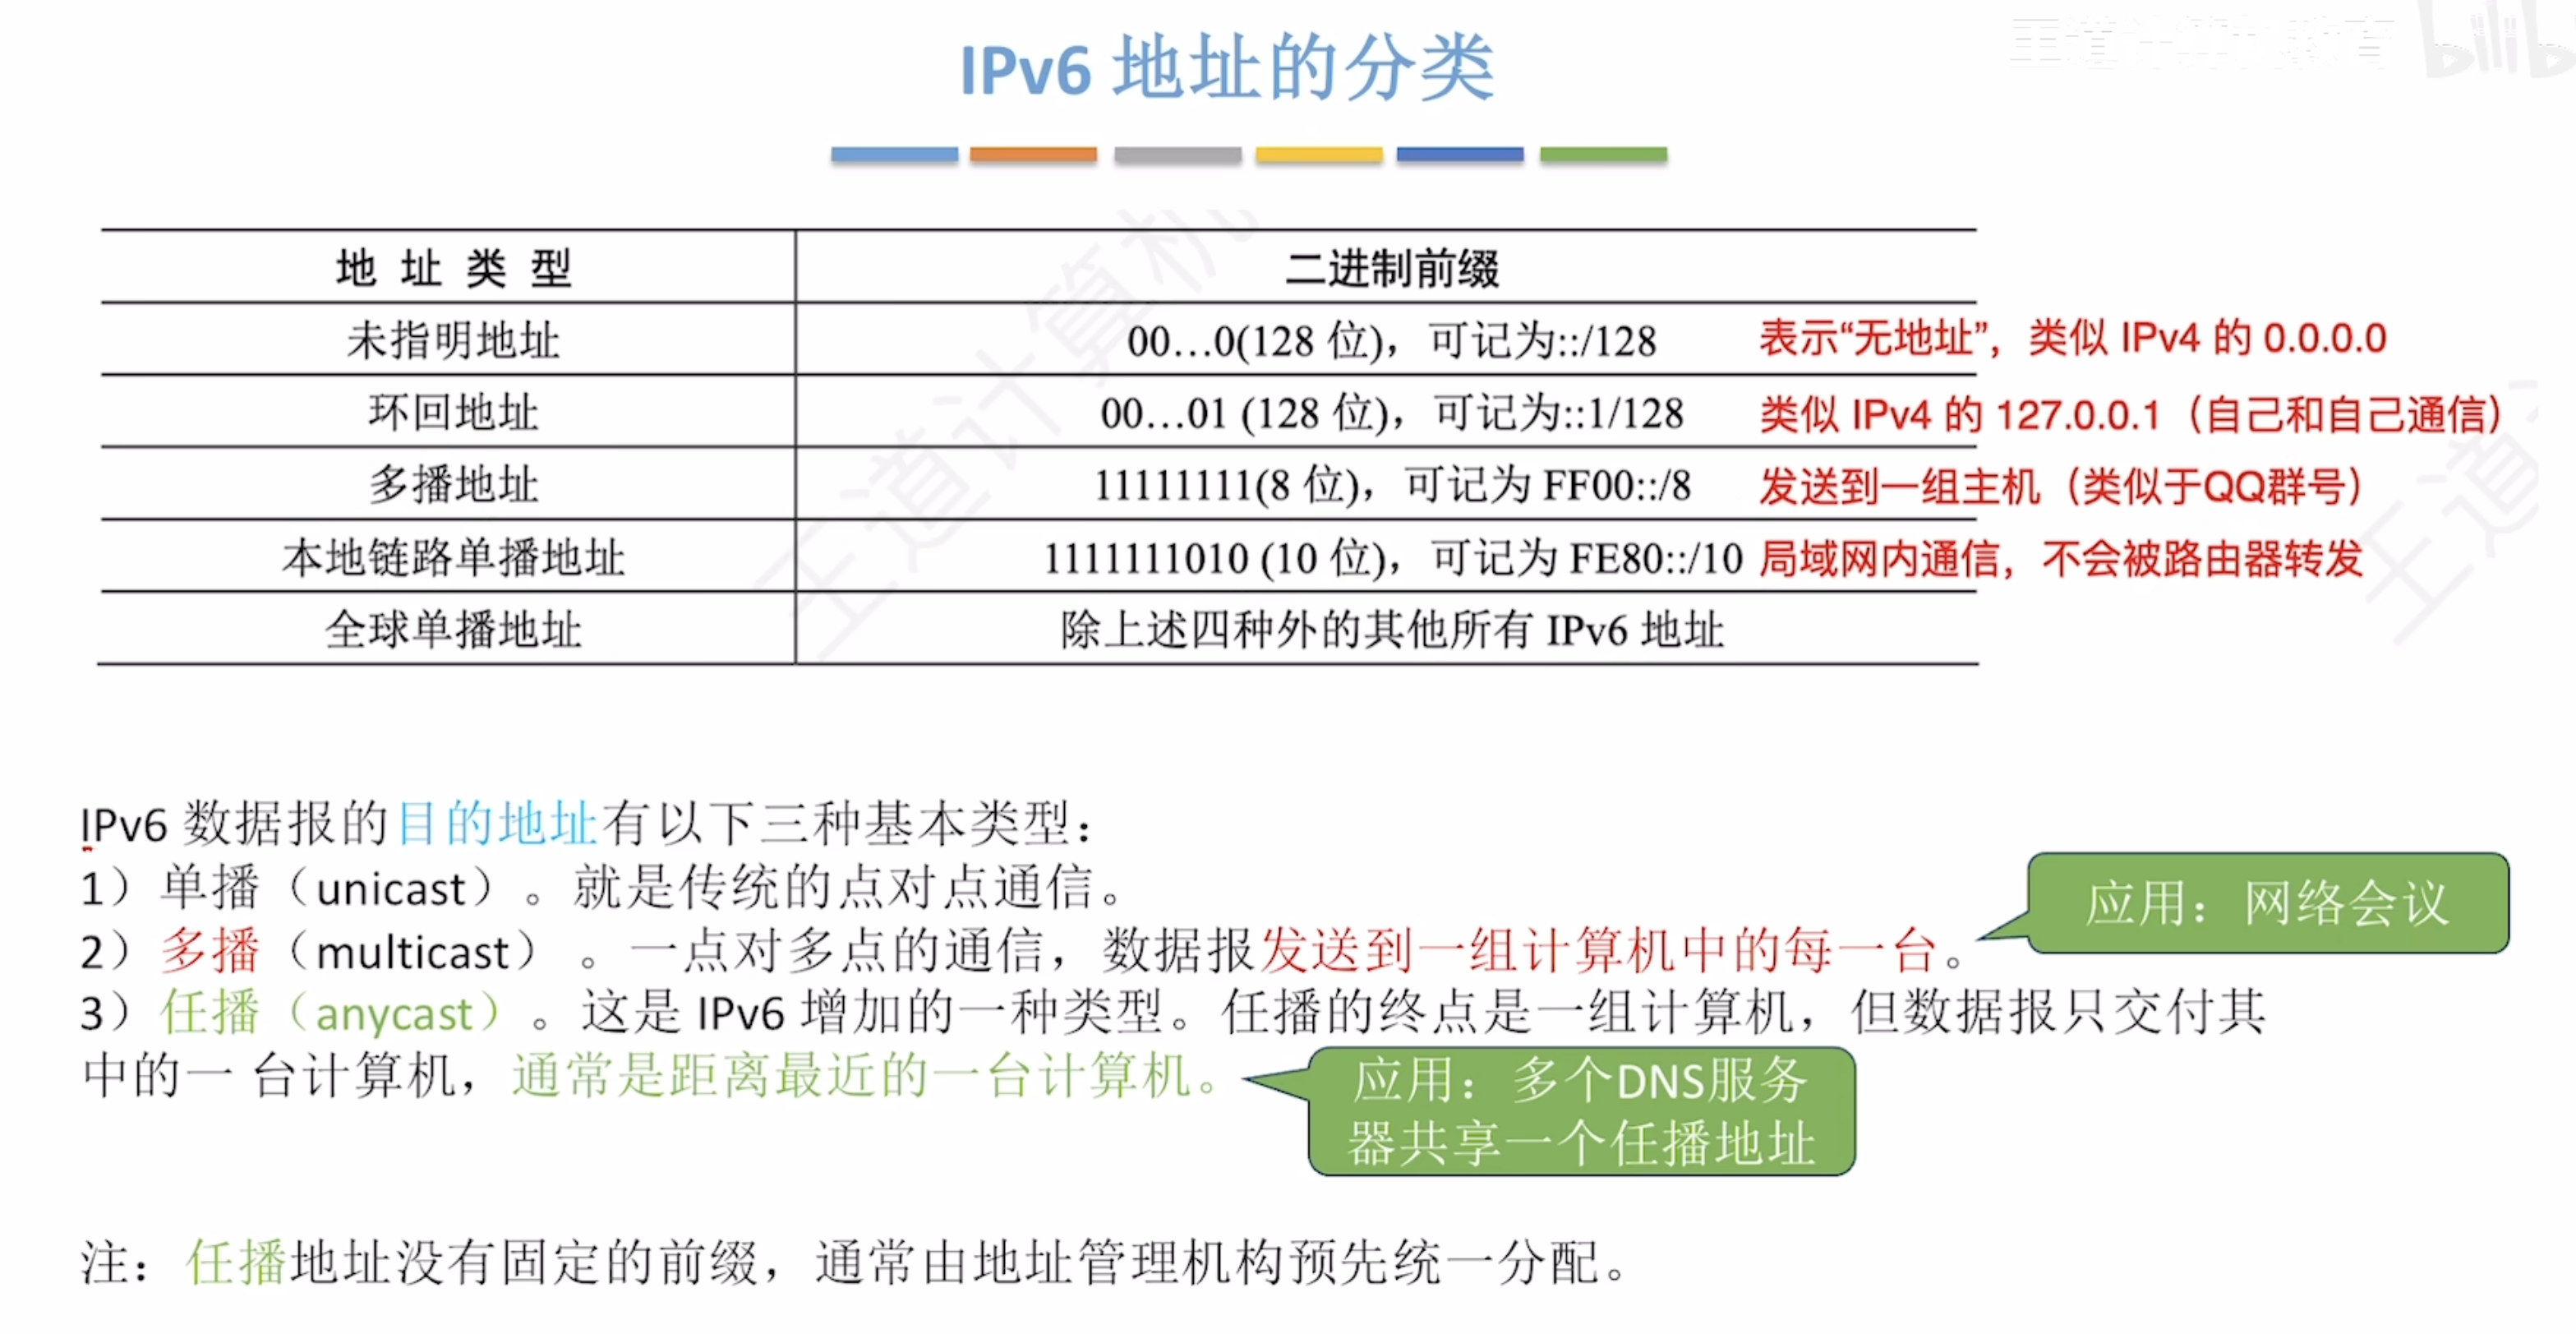 王道计算机教育
bilib
IPv6 地址的分类
地 址 类 型 二进制前缀
未指明地址 00…0(128 位)，可记为::/128 表示“无地址”，类似 IPv4 的 0.0.0.0
环回地址 00…01 (128 位)，可记为::1/128 类似 IPv4 的 127.0.0.1（自己和自己通信）
多播地址 11111111(8 位)，可记为 FF00::/8 发送到一组主机（类似于QQ群号）
本地链路单播地址 1111111010 (10 位)，可记为 FE80::/10 局域网内通信，不会被路由器转发
全球单播地址 除上述四种外的其他所有 IPv6 地址
王道计算机
王道
IPv6 数据报的目的地址有以下三种基本类型：
1）单播（unicast）。就是传统的点对点通信。
应用：网络会议
2）多播（multicast） 。一点对多点的通信，数据报发送到一组计算机中的每一台。
3）任播（anycast）。这是 IPv6 增加的一种类型。任播的终点是一组计算机，但数据报只交付其
中的一 台计算机，通常是距离最近的一台计算机。
应用：多个DNS服务
器共享一个任播地址
注：任播地址没有固定的前缀，通常由地址管理机构预先统一分配。